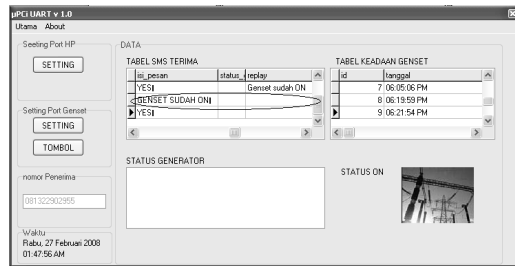 µPCi UART v 1.0
Utama About
Seeting Port HP
SETTING
Setting Port Genset
SETTING
TOMBOL
nomor Penerima
081322902955
Waktu
Rabu, 27 Februari 2008
01:47:56 AM
DATA
TABEL SMS TERIMA
isi_pesan status_ replay
YES Genset sudah ON
GENSET SUDAH ON
YES
TABEL KEADAAN GENSET
id tanggal
7 06:05:06 PM
8 06:19:59 PM
9 06:21:54 PM
STATUS GENERATOR
STATUS ON